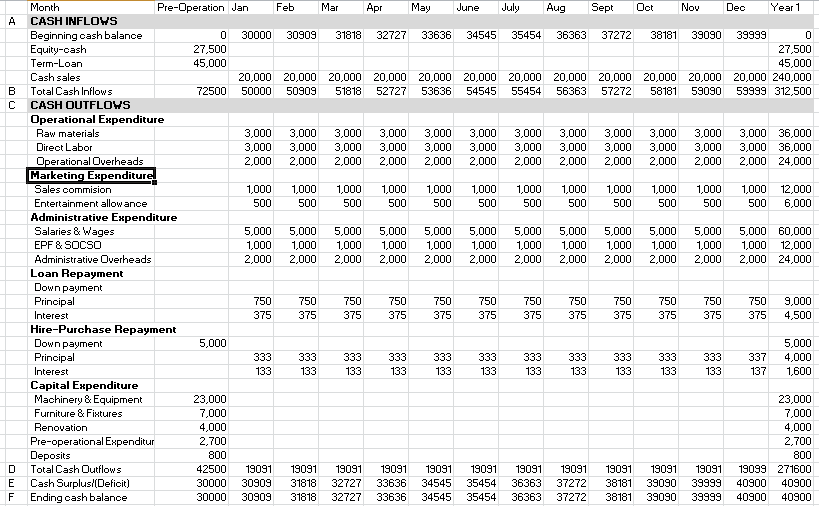 Month Pre-Operation Jan Feb Mar Apr May June July Aug Sept Oct Nov Dec Year 1
A CASH INFLOWS
Beginning cash balance 0 30000 30909 31818 32727 33636 34545 35454 36363 37272 38181 39090 39999 0
Equity-cash 27,500 27,500
Term-Loan 45,000 45,000
Cash sales 20,000 20,000 20,000 20,000 20,000 20,000 20,000 20,000 20,000 20,000 20,000 20,000 240,000
B Total Cash Inflows 72500 50000 50909 51818 52727 53636 54545 55454 56363 57272 58181 59090 59999 312,500
C CASH OUTFLOWS
Operational Expenditure
Raw materials 3,000 3,000 3,000 3,000 3,000 3,000 3,000 3,000 3,000 3,000 3,000 3,000 36,000
Direct Labor 3,000 3,000 3,000 3,000 3,000 3,000 3,000 3,000 3,000 3,000 3,000 3,000 36,000
Operational Overheads 2,000 2,000 2,000 2,000 2,000 2,000 2,000 2,000 2,000 2,000 2,000 2,000 24,000
Marketing Expenditure
Sales commision 1,000 1,000 1,000 1,000 1,000 1,000 1,000 1,000 1,000 1,000 1,000 1,000 12,000
Entertainment allowance 500 500 500 500 500 500 500 500 500 500 500 500 6,000
Administrative Expenditure
Salaries & Wages 5,000 5,000 5,000 5,000 5,000 5,000 5,000 5,000 5,000 5,000 5,000 5,000 60,000
EPF & SOCSO 1,000 1,000 1,000 1,000 1,000 1,000 1,000 1,000 1,000 1,000 1,000 1,000 12,000
Administrative Overheads 2,000 2,000 2,000 2,000 2,000 2,000 2,000 2,000 2,000 2,000 2,000 2,000 24,000
Loan Repayment
Down payment
Principal 750 750 750 750 750 750 750 750 750 750 750 750 9,000
Interest 375 375 375 375 375 375 375 375 375 375 375 375 4,500
Hire-Purchase Repayment
Down payment 5,000 5,000
Principal 333 333 333 333 333 333 333 333 333 333 333 337 4,000
Interest 133 133 133 133 133 133 133 133 133 133 133 137 1,600
Capital Expenditure
Machinery & Equipment 23,000 23,000
Furniture & Fixtures 7,000 7,000
Renovation 4,000 4,000
Pre-operational Expenditur 2,700 2,700
Deposits 800 800
D Total Cash Outflows 42500 19091 19091 19091 19091 19091 19091 19091 19091 19091 19091 19091 19099 271600
E Cash Surplus/(Deficit) 30000 30909 31818 32727 33636 34545 35454 36363 37272 38181 39090 39999 40900 40900
F Ending cash balance 30000 30909 31818 32727 33636 34545 35454 36363 37272 38181 39090 39999 40900 40900